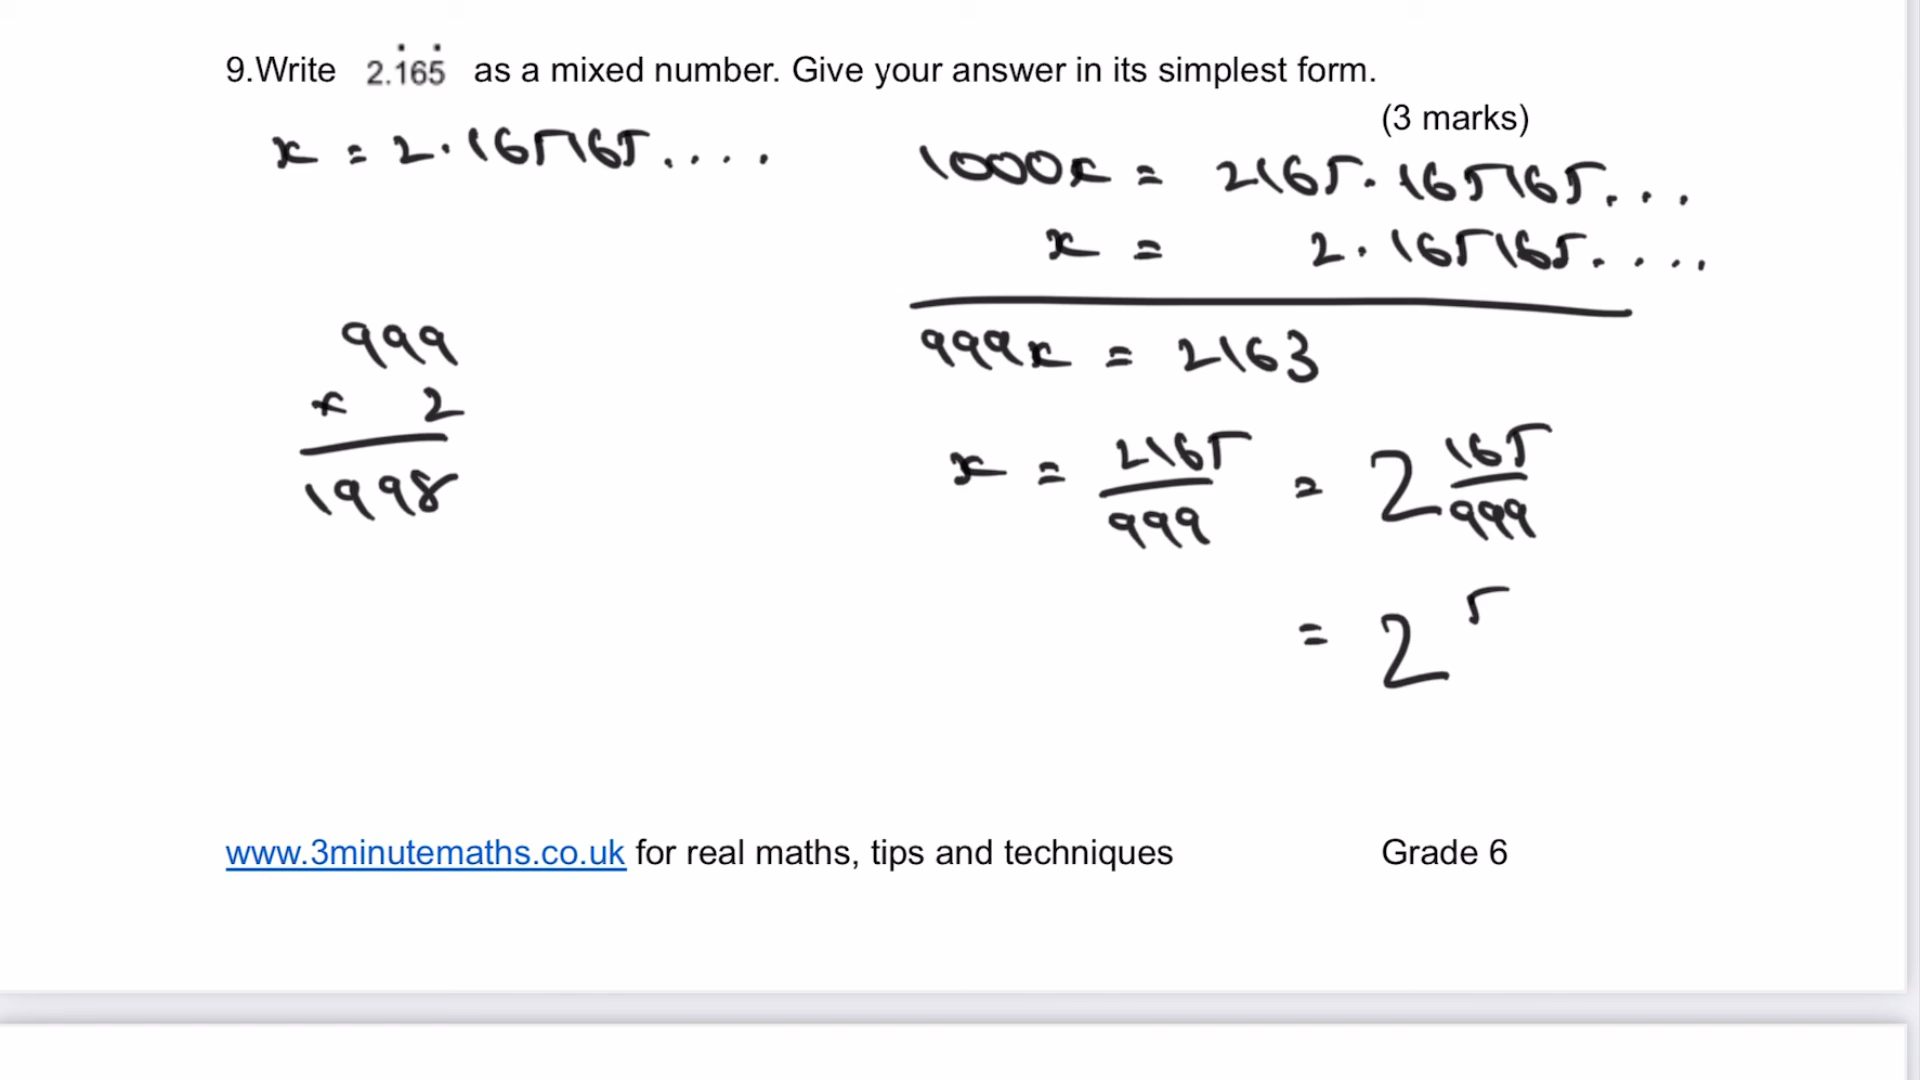 9.Write 2.1̇65̇ as a mixed number. Give your answer in its simplest form.
(3 marks)
x = 2.165165....
1000x = 2165.165165...
x = 2.165165....
999x = 2163
x = 2165/999 = 2 165/999
= 2 5
999
× 2
1998
www.3minutemaths.co.uk for real maths, tips and techniques Grade 6